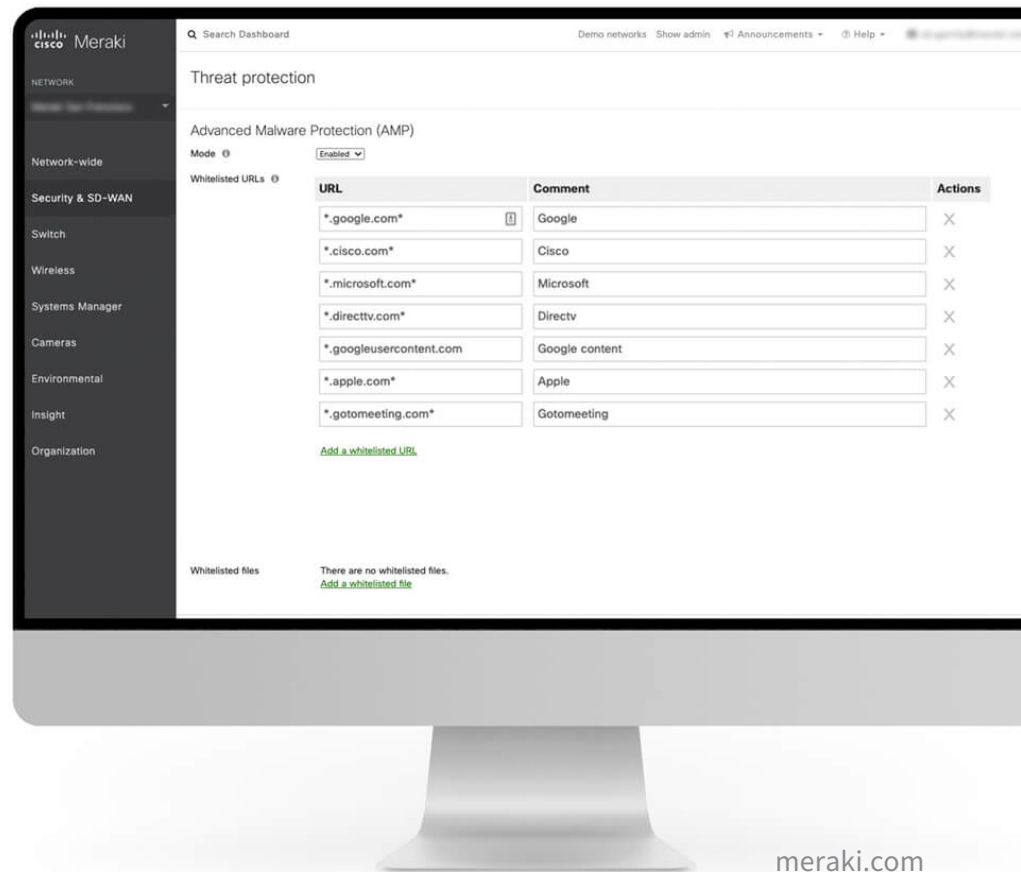 cisco Meraki
Search Dashboard
Demo networks Show admin Announcements Help
NETWORK
Threat protection
Network-wide
Security & SD-WAN
Switch
Wireless
Systems Manager
Cameras
Environmental
Insight
Organization
Advanced Malware Protection (AMP)
Mode Enabled
Whitelisted URLs
URL Comment Actions
*.google.com* Google X
*.cisco.com* Cisco X
*.microsoft.com* Microsoft X
*.directtv.com* Directv X
*.googleusercontent.com Google content X
*.apple.com* Apple X
*.gotomeeting.com* Gotomeeting X
Add a whitelisted URL
Whitelisted files There are no whitelisted files.
Add a whitelisted file
meraki.com